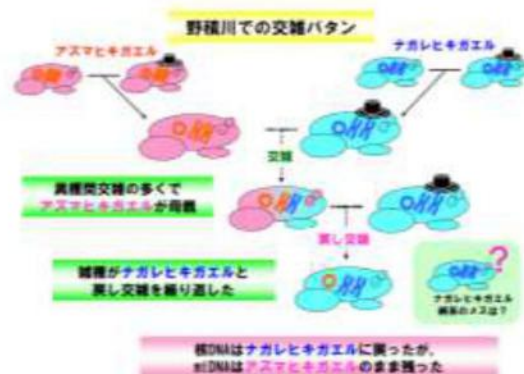 野積川での交雑パタン
アズマヒキガエル
ナガレヒキガエル
交雑
異種間交雑の多くで
アズマヒキガエルが母親
戻し交雑
雑種がナガレヒキガエルと
戻し交雑を繰り返した
?
ナガレヒキガエル
純系のメスは?
核DNAはナガレヒキガエルに戻ったが、
mtDNAはアズマヒキガエルのまま残った